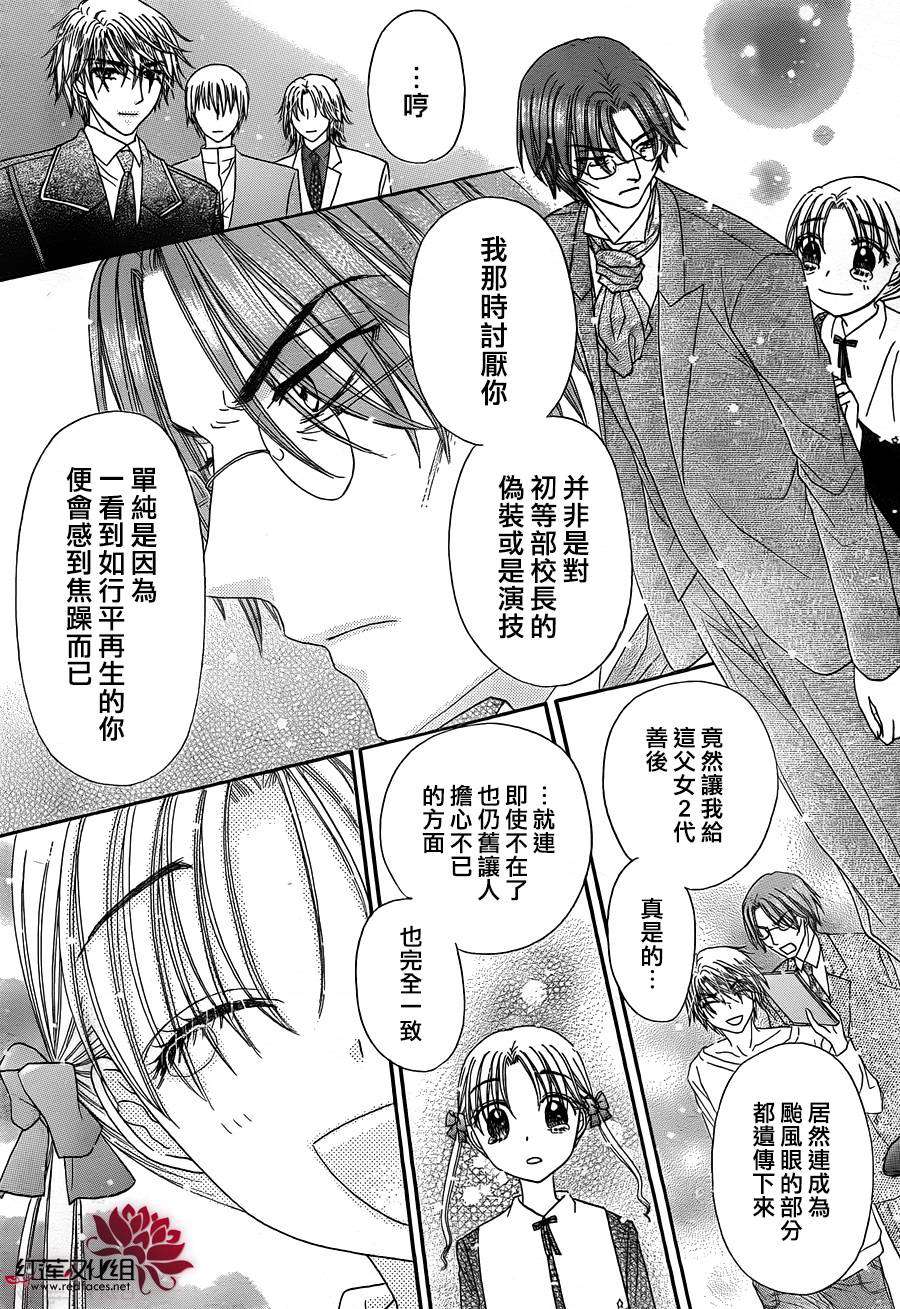 …哼
我那時討厭你
并非是對
初等部校長的
偽裝或是演技
單純是因為
一看到如行平再生的你
便會感到焦躁而已
竟然讓我給
這父女2代
善後
真是的…
居然連成為
颱風眼的部分
都遺傳下來
…就連
即使不在了
也仍舊讓人
擔心不已
的方面
也完全一致
红莲汉化组
www.redfaces.net